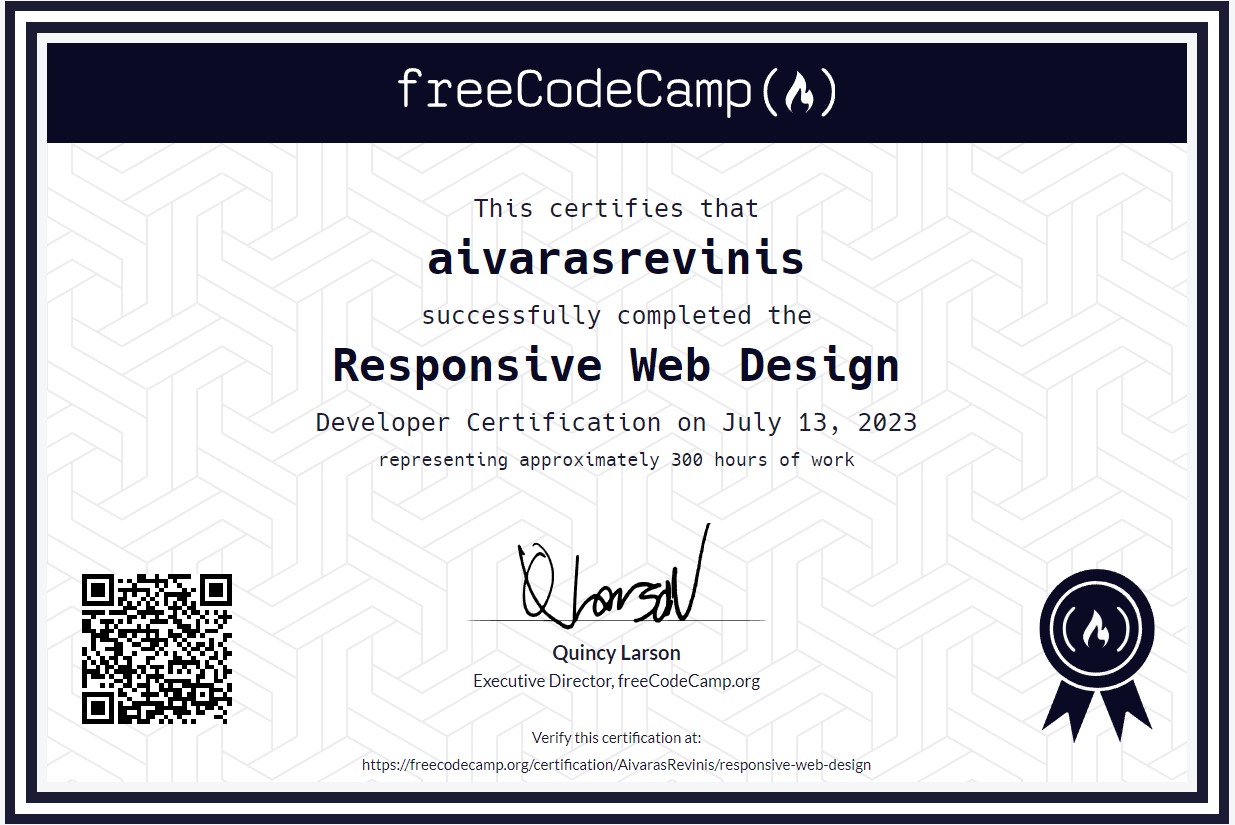 freeCodeCamp
This certifies that
aivarasrevinis
successfully completed the
Responsive Web Design
Developer Certification on July 13, 2023
representing approximately 300 hours of work
Q Larson
Quincy Larson
Executive Director, freeCodeCamp.org
Verify this certification at:
https://freecodecamp.org/certification/AivarasRevinis/responsive-web-design